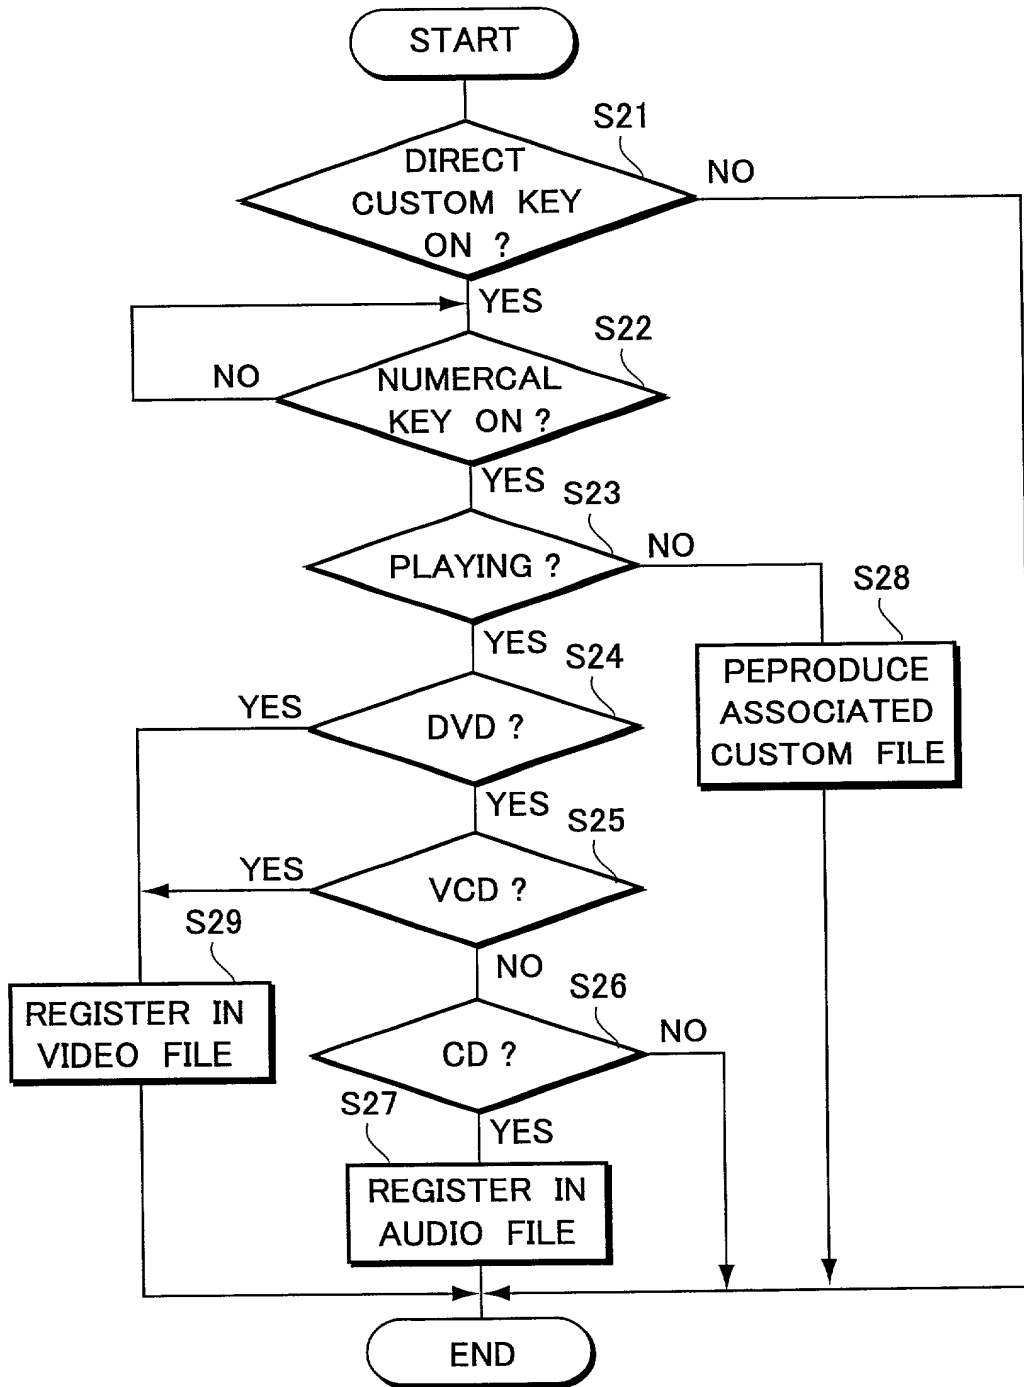 START
S21
DIRECT
CUSTOM KEY
ON ?
NO
YES
S22
NO
NUMERCAL
KEY ON ?
YES
S23
PLAYING ?
NO
YES
S28
PEPRODUCE
ASSOCIATED
CUSTOM FILE
S24
YES
DVD ?
YES
S25
YES
VCD ?
NO
S29
REGISTER IN
VIDEO FILE
S26
CD ?
NO
YES
S27
REGISTER IN
AUDIO FILE
END